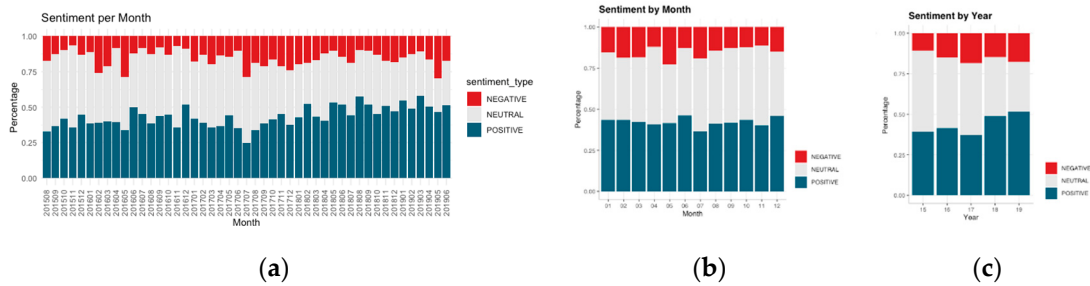 Sentiment per Month
1.00
0.75
0.50
0.25
0.00
Percentage
201508 201509 201510 201511 201512 201601 201602 201603 201604 201605 201606 201607 201608 201609 201610 201611 201612 201701 201702 201703 201704 201705 201706 201707 201708 201709 201710 201711 201712 201801 201802 201803 201804 201805 201806 201807 201808 201809 201810 201811 201812 201901 201902 201903 201904 201905 201906
Month
sentiment_type
NEGATIVE
NEUTRAL
POSITIVE
(a)
Sentiment by Month
1.00
0.75
0.50
0.25
0.00
Percentage
01 02 03 04 05 06 07 08 09 10 11 12
Month
NEGATIVE
NEUTRAL
POSITIVE
(b)
Sentiment by Year
1.00
0.75
0.50
0.25
0.00
Percentage
15 16 17 18 19
Year
NEGATIVE
NEUTRAL
POSITIVE
(c)